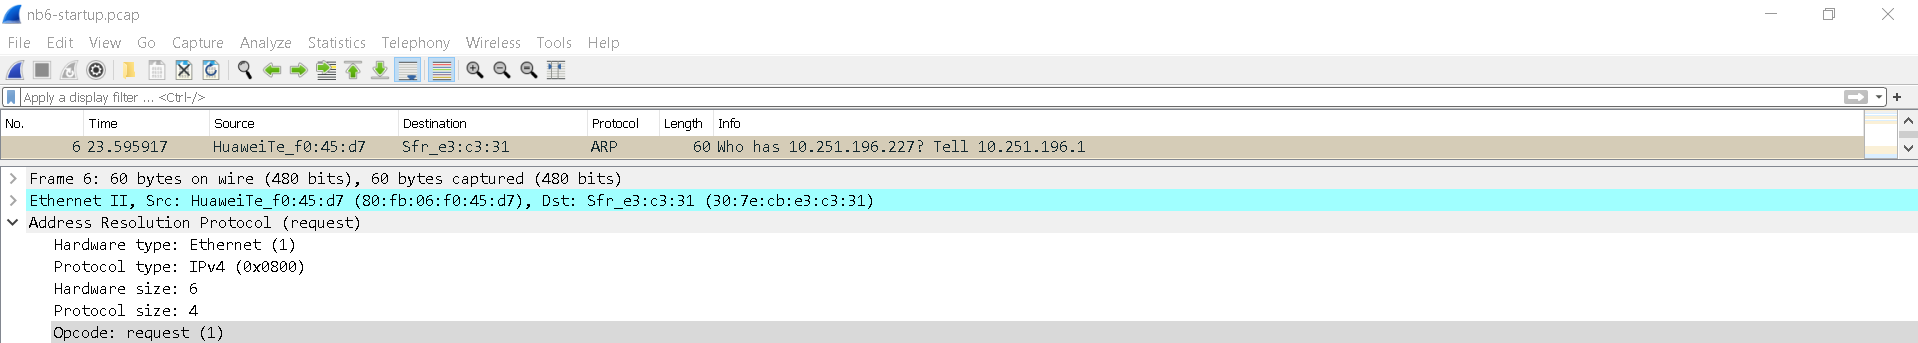 nb6-startup.pcap
File Edit View Go Capture Analyze Statistics Telephony Wireless Tools Help
Apply a display filter ... <Ctrl-/>
No. Time Source Destination Protocol Length Info
6 23.595917 HuaweiTe_f0:45:d7 Sfr_e3:c3:31 ARP 60 Who has 10.251.196.227? Tell 10.251.196.1
Frame 6: 60 bytes on wire (480 bits), 60 bytes captured (480 bits)
Ethernet II, Src: HuaweiTe_f0:45:d7 (80:fb:06:f0:45:d7), Dst: Sfr_e3:c3:31 (30:7e:cb:e3:c3:31)
Address Resolution Protocol (request)
Hardware type: Ethernet (1)
Protocol type: IPv4 (0x0800)
Hardware size: 6
Protocol size: 4
Opcode: request (1)